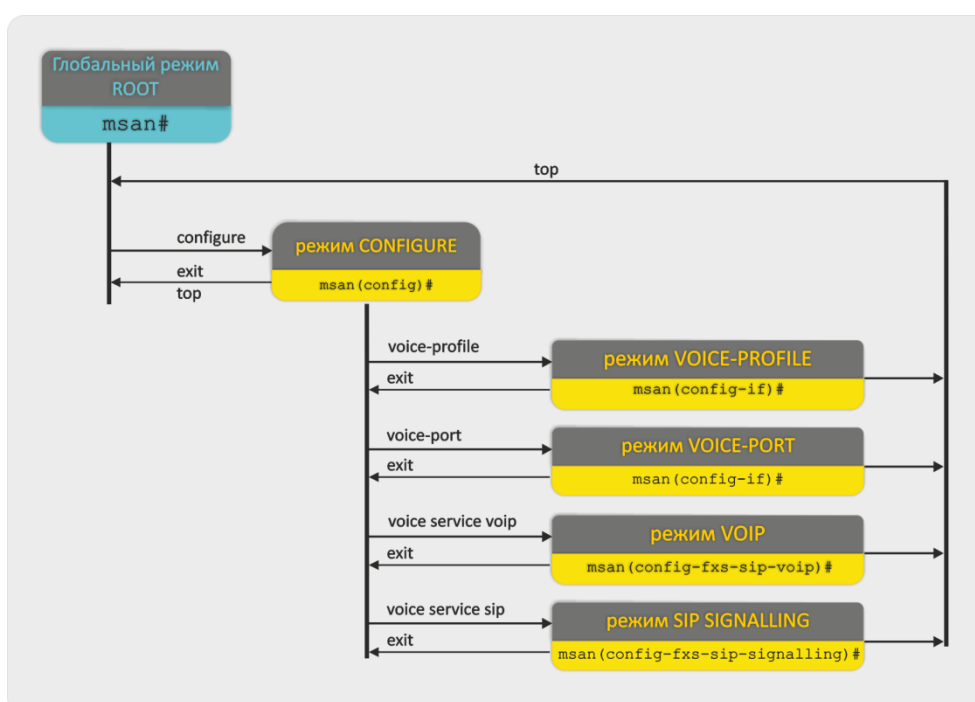 Глобальный режим
ROOT
msan#
top
configure
режим CONFIGURE
exit
msan(config)#
top
voice-profile
режим VOICE-PROFILE
exit
msan(config-if)#
voice-port
режим VOICE-PORT
exit
msan(config-if)#
voice service voip
режим VOIP
exit
msan(config-fxs-sip-voip)#
voice service sip
режим SIP SIGNALLING
exit
msan(config-fxs-sip-signalling)#